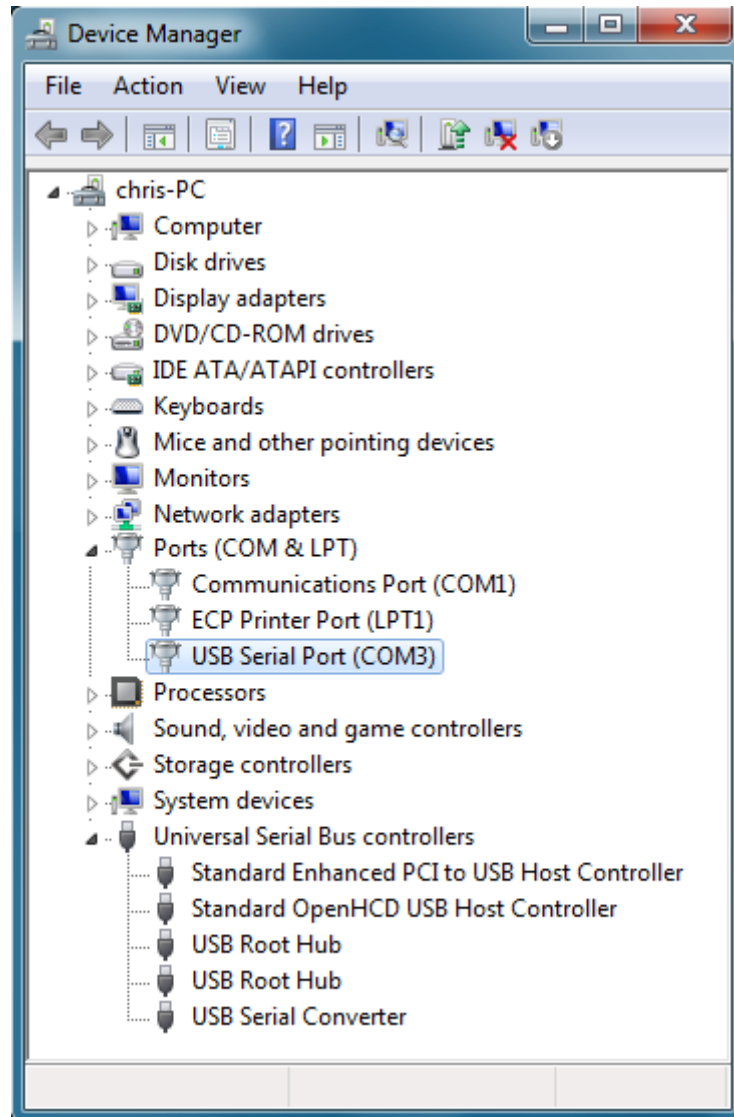 Device Manager
File Action View Help
chris-PC
Computer
Disk drives
Display adapters
DVD/CD-ROM drives
IDE ATA/ATAPI controllers
Keyboards
Mice and other pointing devices
Monitors
Network adapters
Ports (COM & LPT)
Communications Port (COM1)
ECP Printer Port (LPT1)
USB Serial Port (COM3)
Processors
Sound, video and game controllers
Storage controllers
System devices
Universal Serial Bus controllers
Standard Enhanced PCI to USB Host Controller
Standard OpenHCD USB Host Controller
USB Root Hub
USB Root Hub
USB Serial Converter